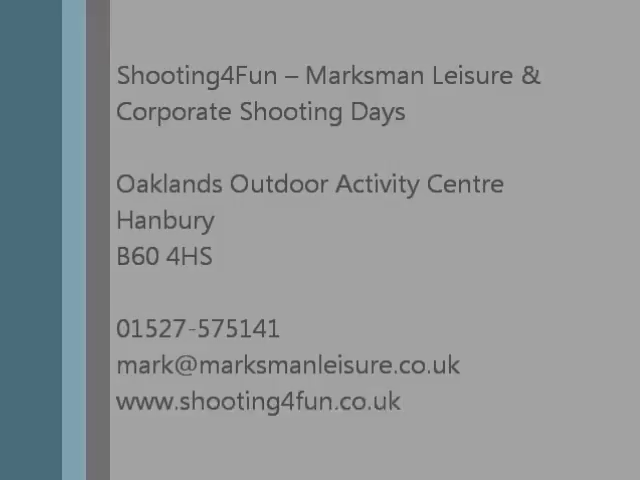 Shooting4Fun – Marksman Leisure &
Corporate Shooting Days
Oaklands Outdoor Activity Centre
Hanbury
B60 4HS
01527-575141
mark@marksmanleisure.co.uk
www.shooting4fun.co.uk